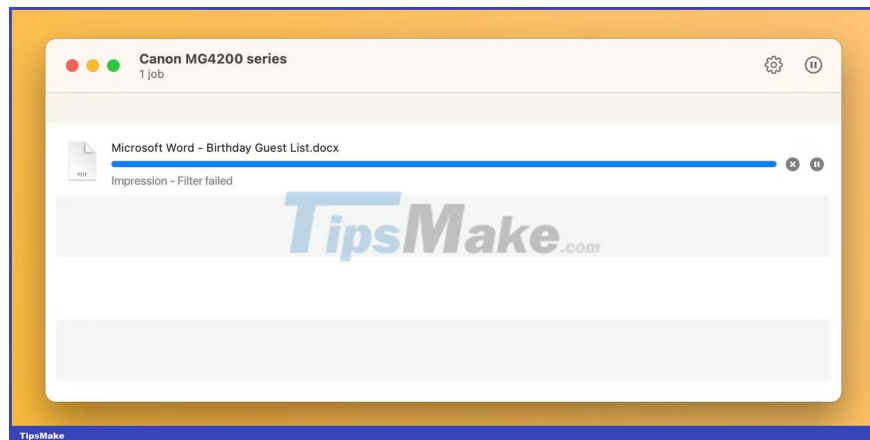 Canon MG4200 series
1 job
Microsoft Word - Birthday Guest List.docx
PDF
Impression - Filter failed
TipsMake.com
TipsMake